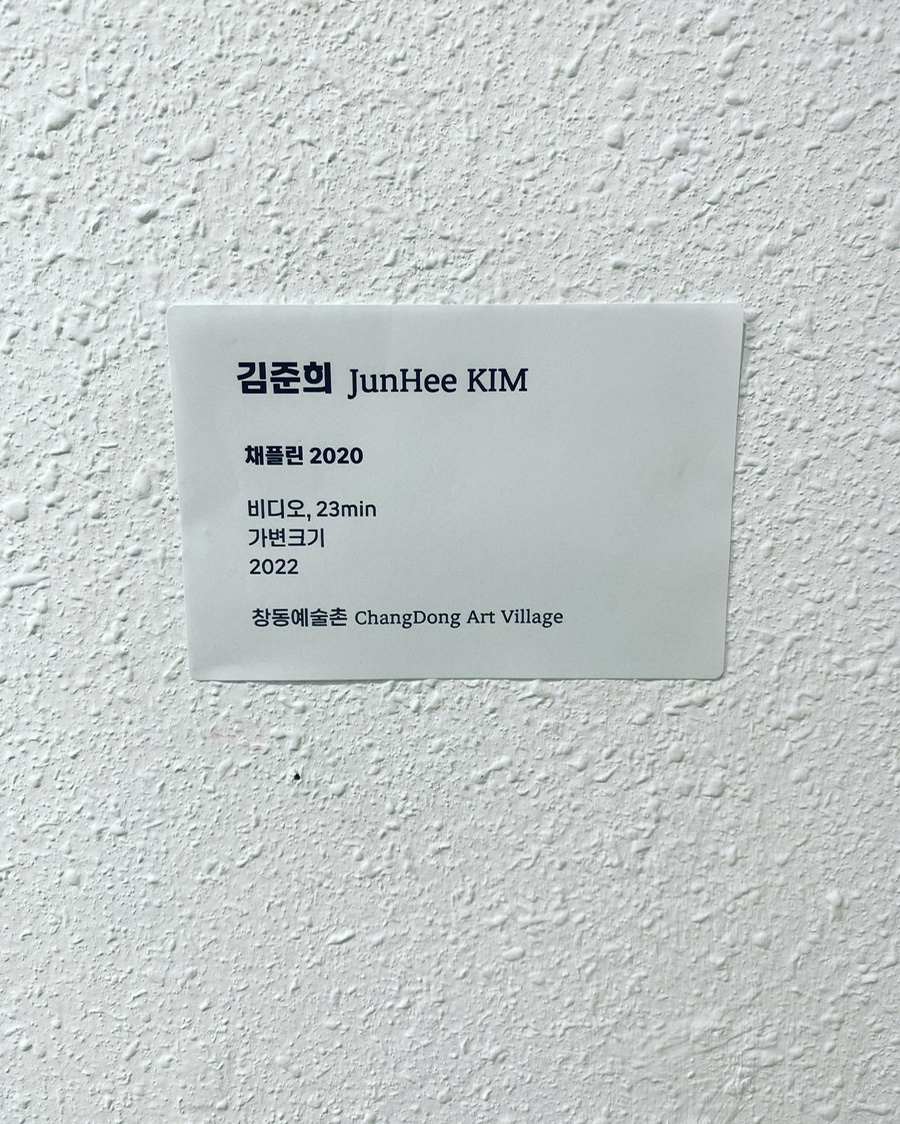 김준희 JunHee KIM
채플린 2020
비디오, 23min
가변크기
2022
창동예술촌 ChangDong Art Village